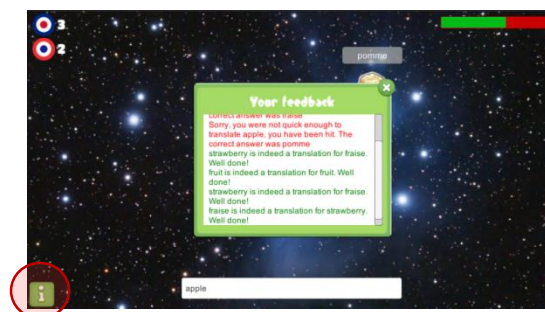 3
2
pomme
Your feedback
correct answer was fraise
Sorry, you were not quick enough to
translate apple, you have been hit. The
correct answer was pomme
strawberry is indeed a translation for fraise.
Well done!
fruit is indeed a translation for fruit. Well
done!
strawberry is indeed a translation for fraise.
Well done!
fraise is indeed a translation for strawberry.
Well done!
apple
i